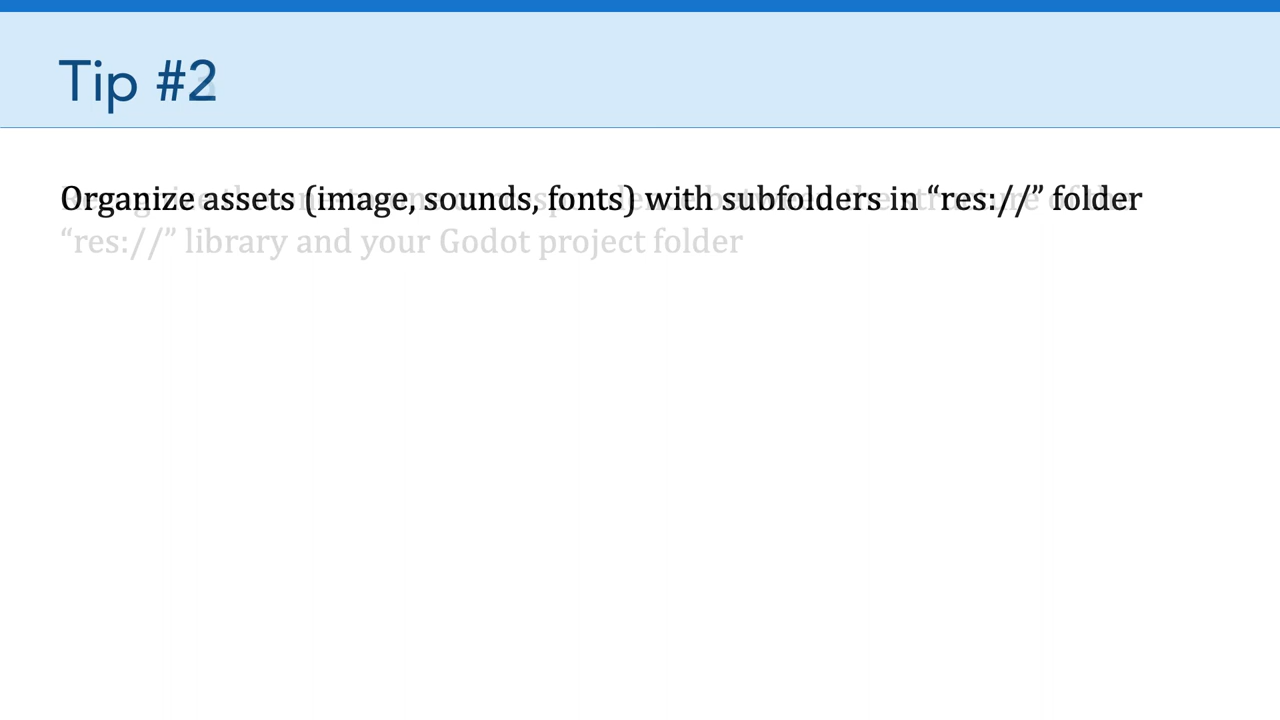 Tip #2
Organize assets (image, sounds, fonts) with subfolders in “res://” folder
“res://” library and your Godot project folder